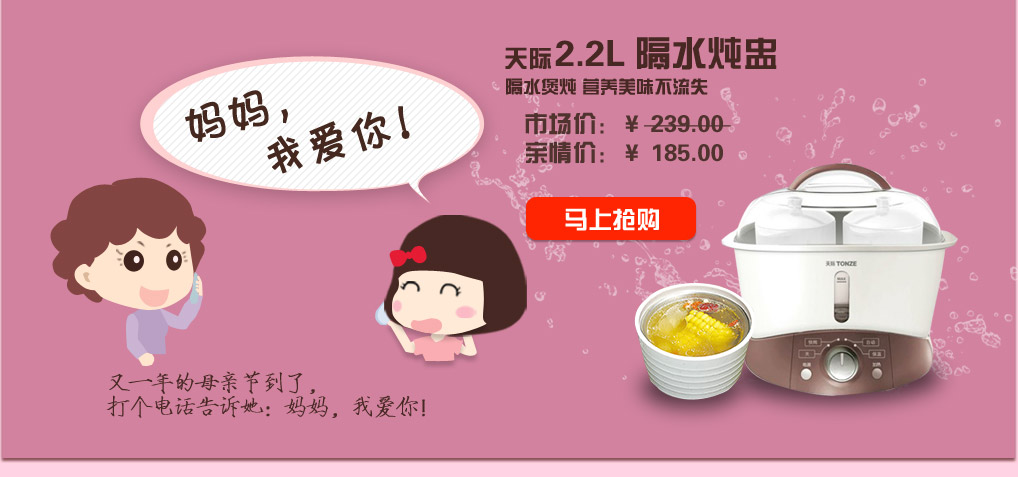 天际2.2L 隔水炖盅
隔水煲炖 营养美味不流失
市场价：¥ 239.00
亲情价：¥ 185.00
马上抢购
妈妈，
我爱你！
又一年的母亲节到了，
打个电话告诉她：妈妈，我爱你！
天际 TONZE